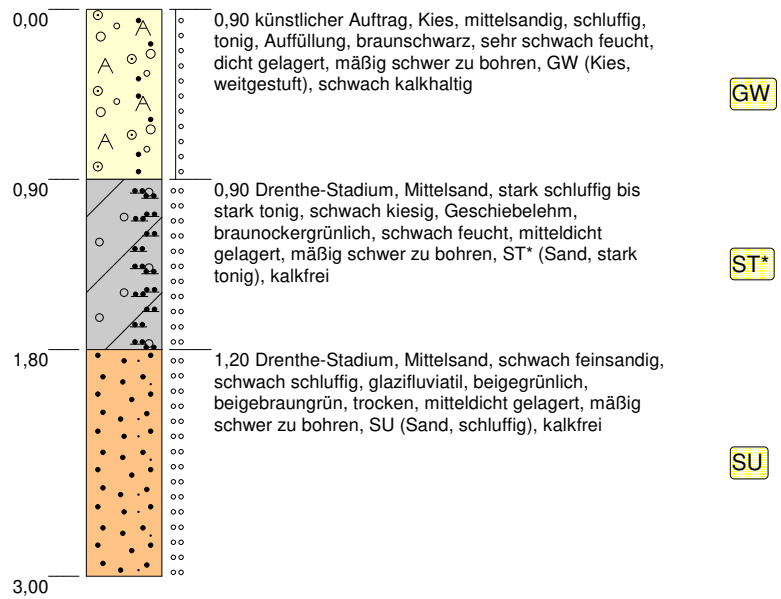 0,00
0,90 künstlicher Auftrag, Kies, mittelsandig, schluffig,
tonig, Auffüllung, braunschwarz, sehr schwach feucht,
dicht gelagert, mäßig schwer zu bohren, GW (Kies,
weitgestuft), schwach kalkhaltig
GW
0,90
0,90 Drenthe-Stadium, Mittelsand, stark schluffig bis
stark tonig, schwach kiesig, Geschiebelehm,
braunockergrünlich, schwach feucht, mitteldicht
gelagert, mäßig schwer zu bohren, ST* (Sand, stark
tonig), kalkfrei
ST*
1,80
1,20 Drenthe-Stadium, Mittelsand, schwach feinsandig,
schwach schluffig, glazifluviatil, beigegrünlich,
beigebraungrün, trocken, mitteldicht gelagert, mäßig
schwer zu bohren, SU (Sand, schluffig), kalkfrei
SU
3,00